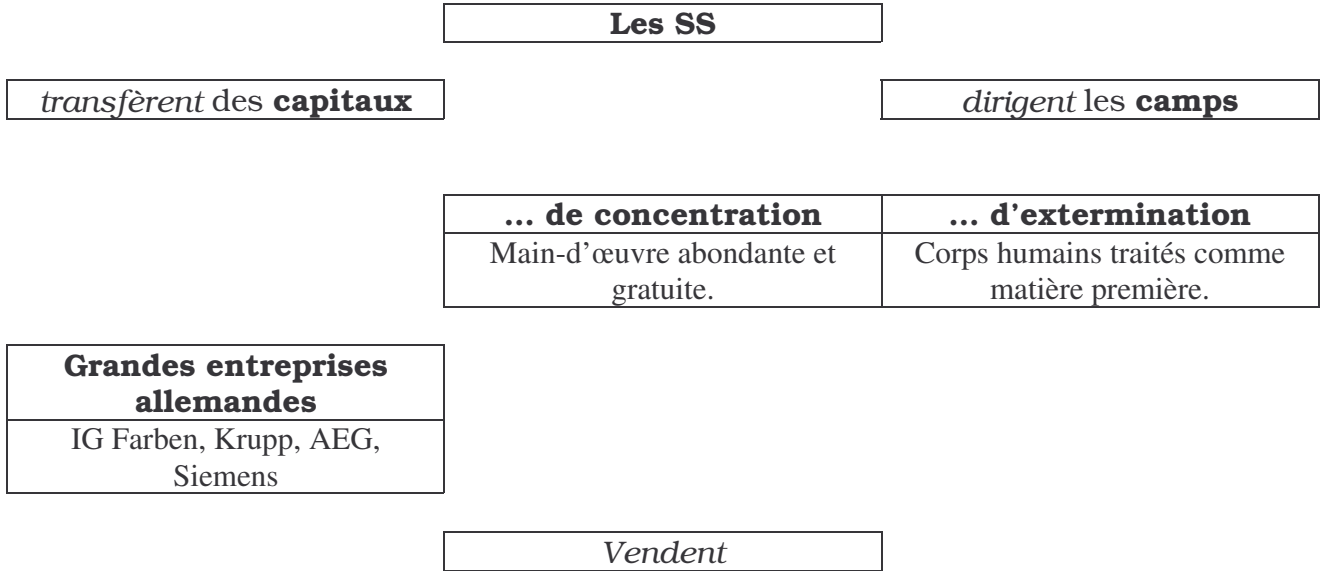 Les SS
transfèrent des capitaux
dirigent les camps
... de concentration
... d'extermination
Main-d'œuvre abondante et
gratuite.
Corps humains traités comme
matière première.
Grandes entreprises
allemandes
IG Farben, Krupp, AEG,
Siemens
Vendent